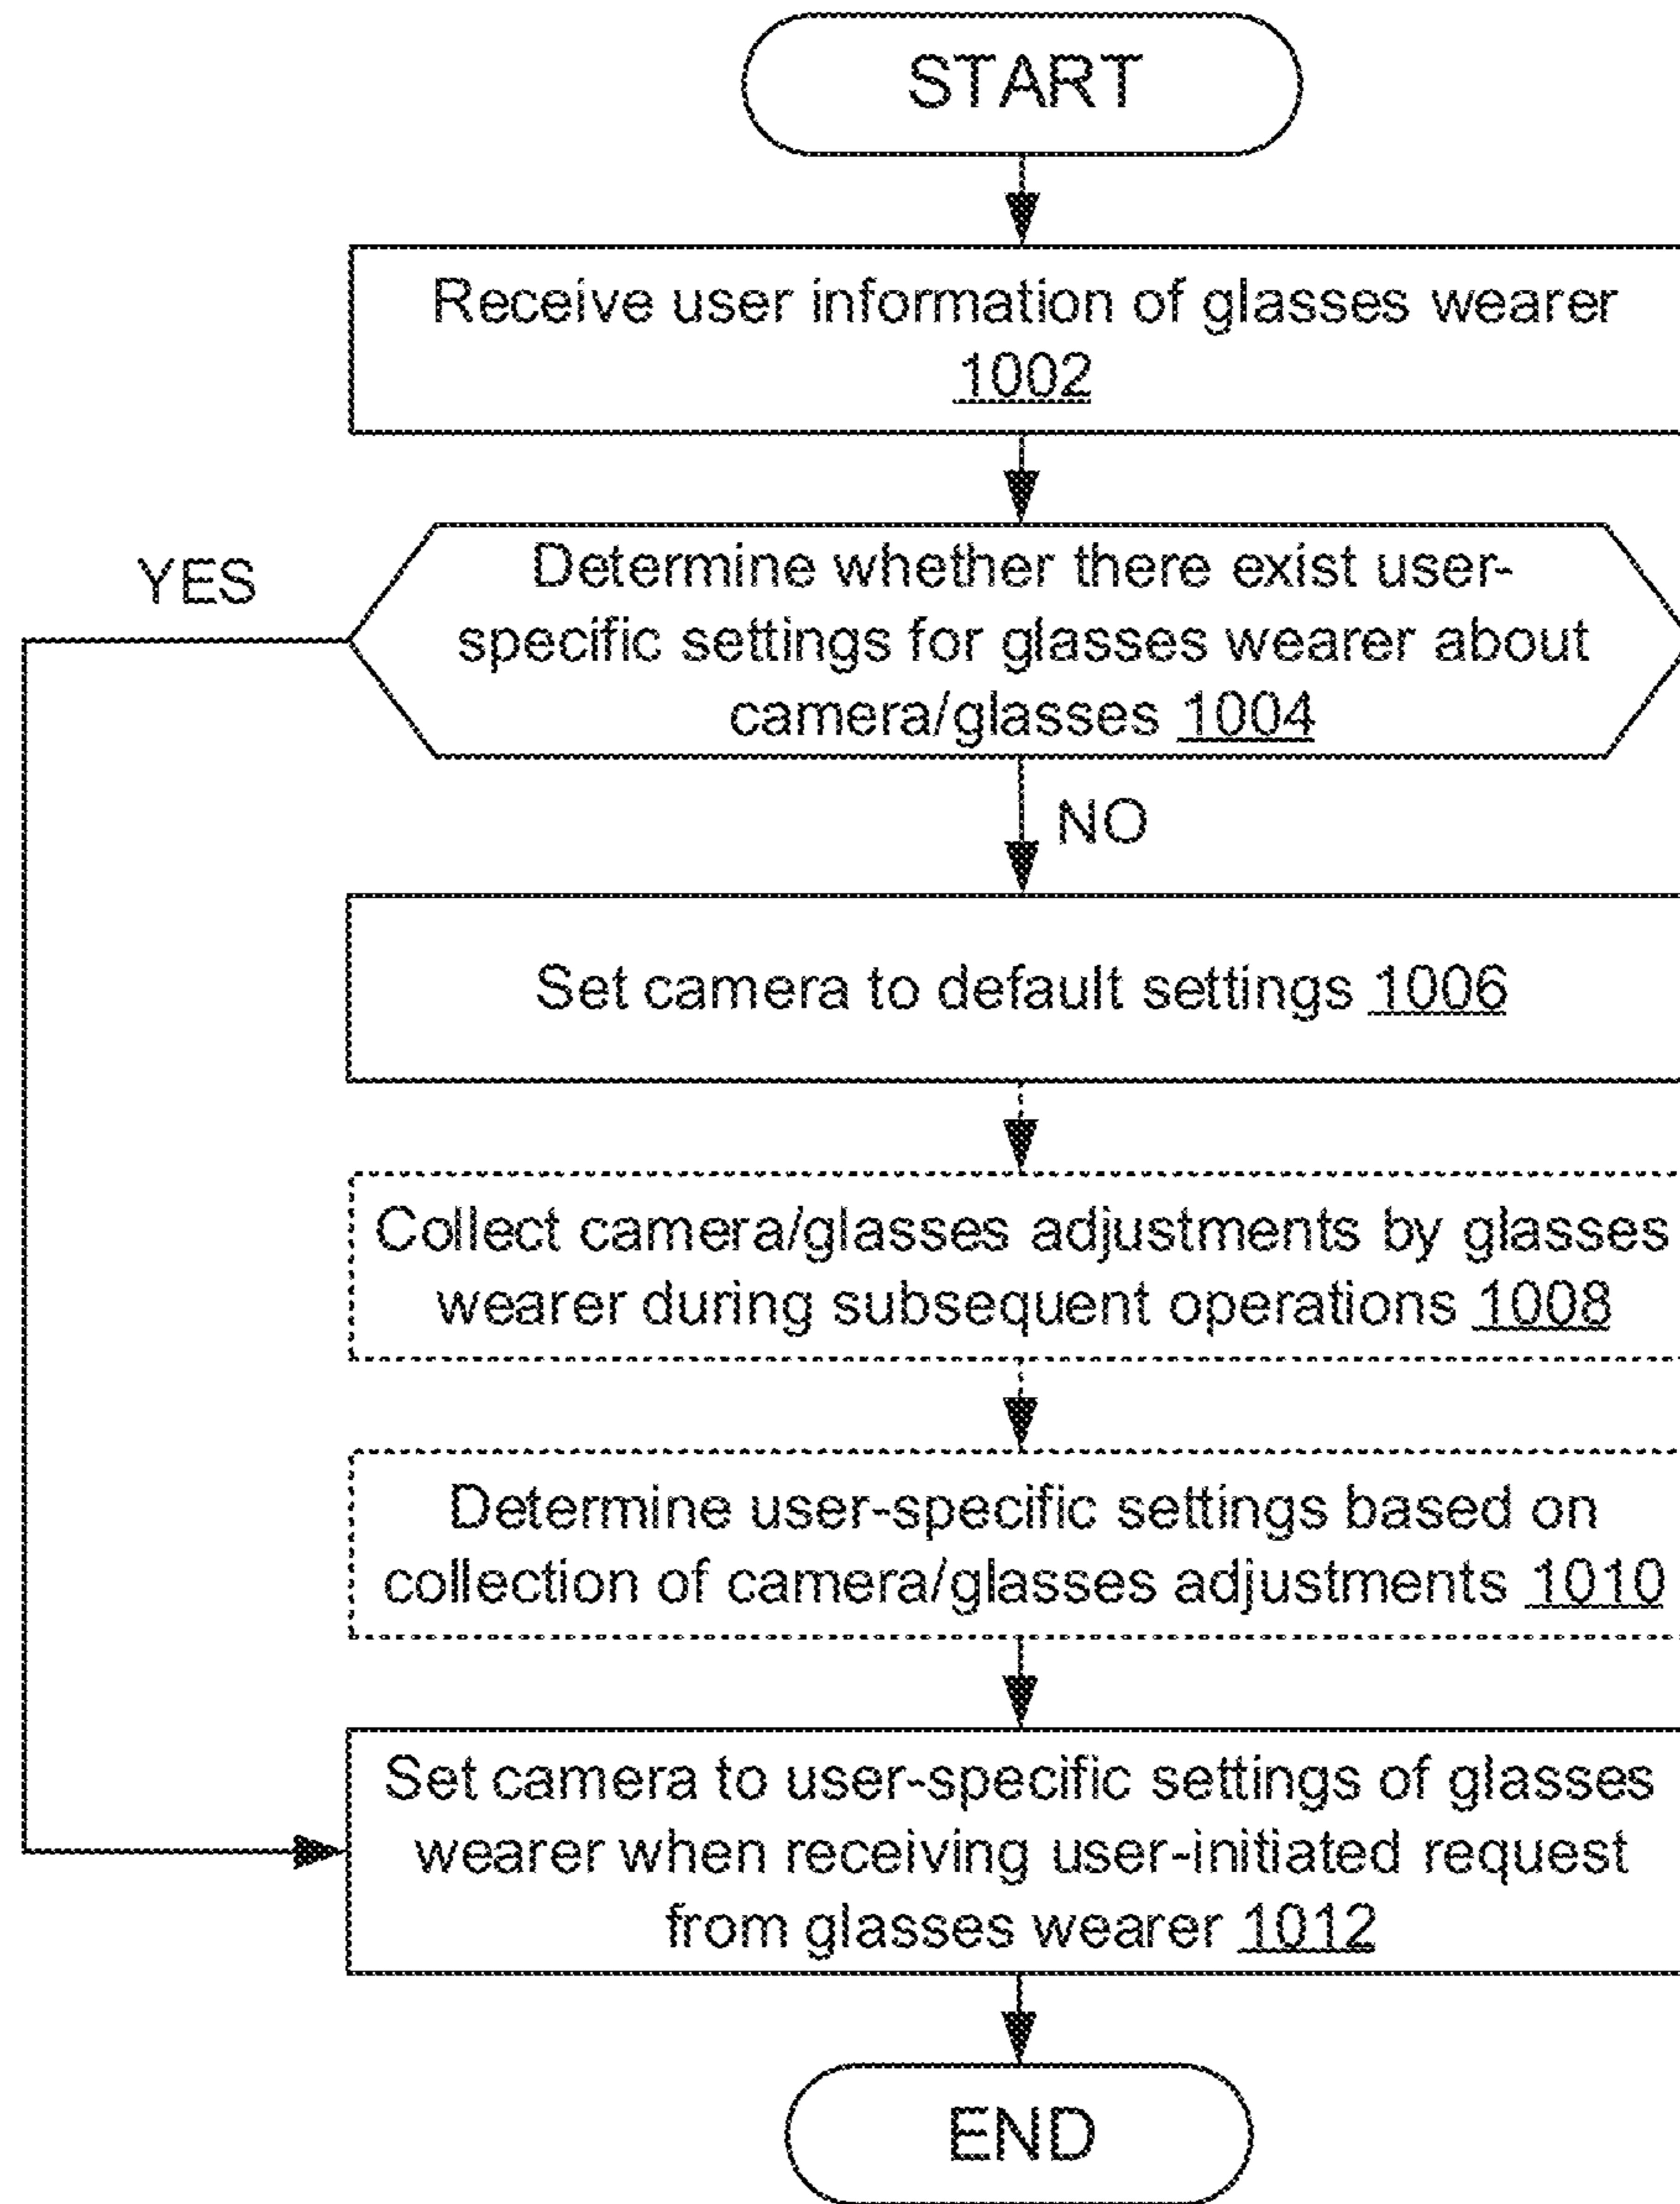 START
Receive user information of glasses wearer
1002
Determine whether there exist user-
specific settings for glasses wearer about
camera/glasses 1004
YES
NO
Set camera to default settings 1006
Collect camera/glasses adjustments by glasses
wearer during subsequent operations 1008
Determine user-specific settings based on
collection of camera/glasses adjustments 1010
Set camera to user-specific settings of glasses
wearer when receiving user-initiated request
from glasses wearer 1012
END